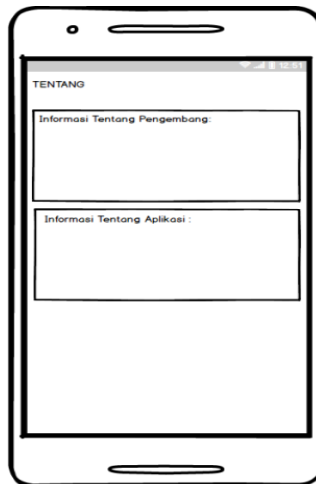 12:51
TENTANG
Informasi Tentang Pengembang:
Informasi Tentang Aplikasi :